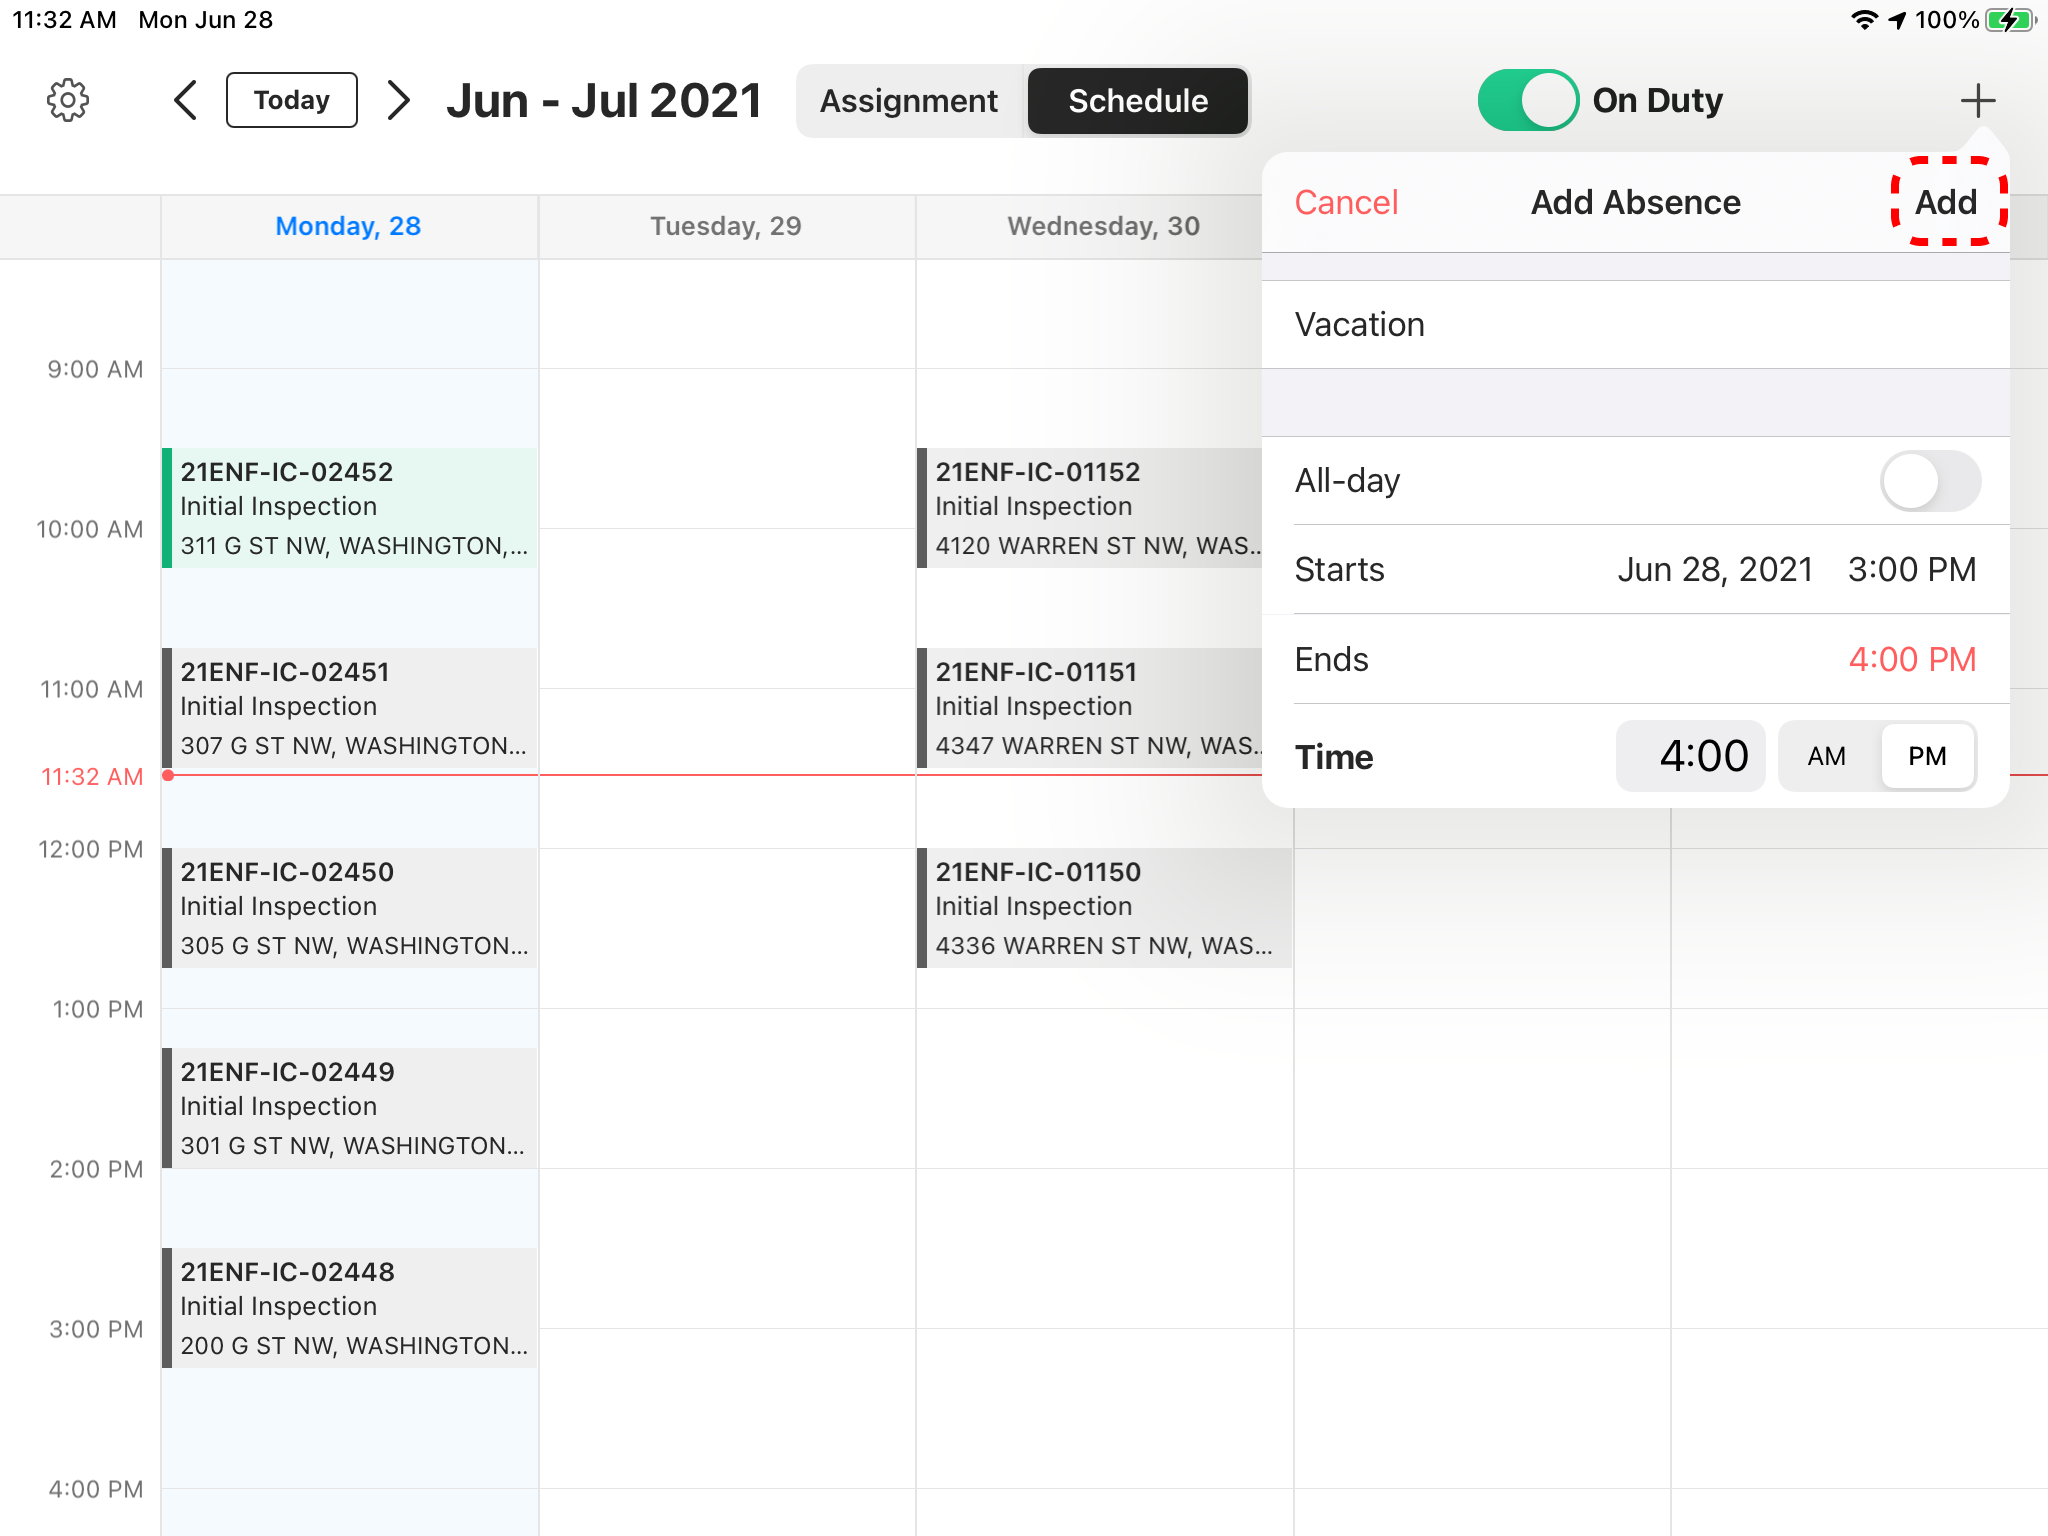 11:32 AM Mon Jun 28
100%
Today
Jun - Jul 2021
Assignment
Schedule
On Duty
Monday, 28
Tuesday, 29
Wednesday, 30
Cancel
Add Absence
Add
Vacation
All-day
Starts
Jun 28, 2021
3:00 PM
Ends
4:00 PM
Time
4:00
AM
PM
9:00 AM
10:00 AM
11:00 AM
11:32 AM
12:00 PM
1:00 PM
2:00 PM
3:00 PM
4:00 PM
21ENF-IC-02452
Initial Inspection
311 G ST NW, WASHINGTON,...
21ENF-IC-02451
Initial Inspection
307 G ST NW, WASHINGTON...
21ENF-IC-02450
Initial Inspection
305 G ST NW, WASHINGTON...
21ENF-IC-02449
Initial Inspection
301 G ST NW, WASHINGTON...
21ENF-IC-02448
Initial Inspection
200 G ST NW, WASHINGTON...
21ENF-IC-01152
Initial Inspection
4120 WARREN ST NW, WAS...
21ENF-IC-01151
Initial Inspection
4347 WARREN ST NW, WAS...
21ENF-IC-01150
Initial Inspection
4336 WARREN ST NW, WAS...